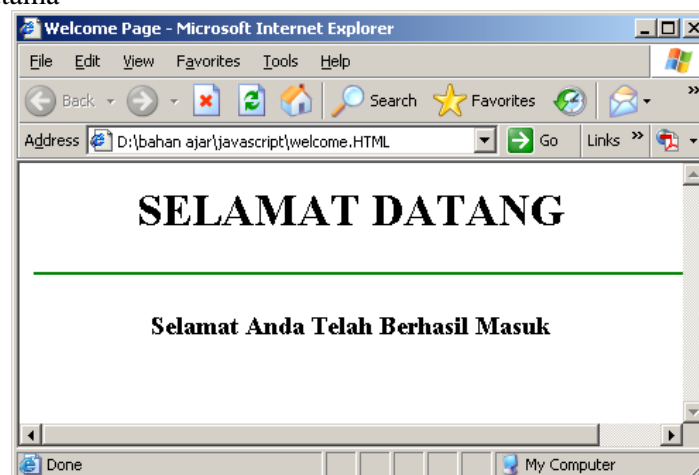 Welcome Page - Microsoft Internet Explorer
File Edit View Favorites Tools Help
Back Search Favorites »
Address D:\bahan ajar\javascript\welcome.HTML Go Links »
SELAMAT DATANG
Selamat Anda Telah Berhasil Masuk
Done My Computer